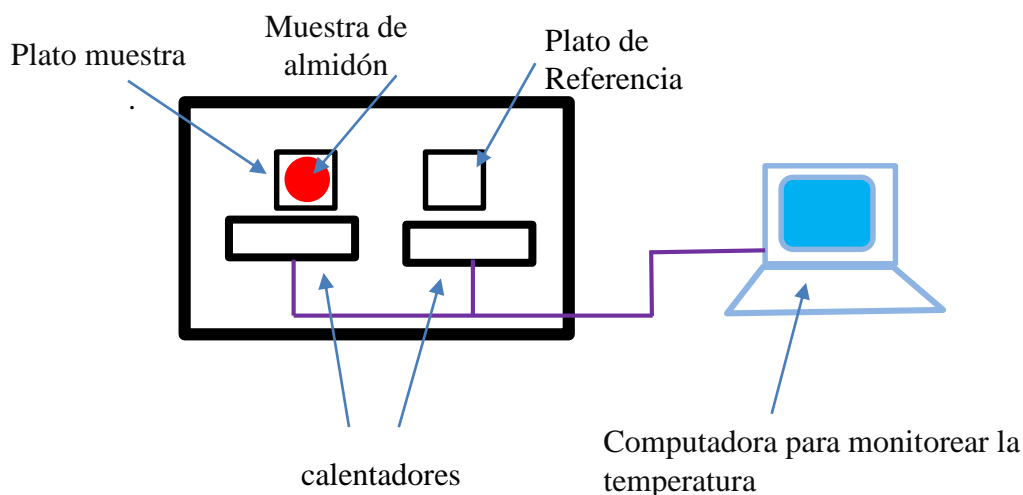 Plato muestra
.
Muestra de
almidón
Plato de
Referencia
calentadores
Computadora para monitorear la
temperatura